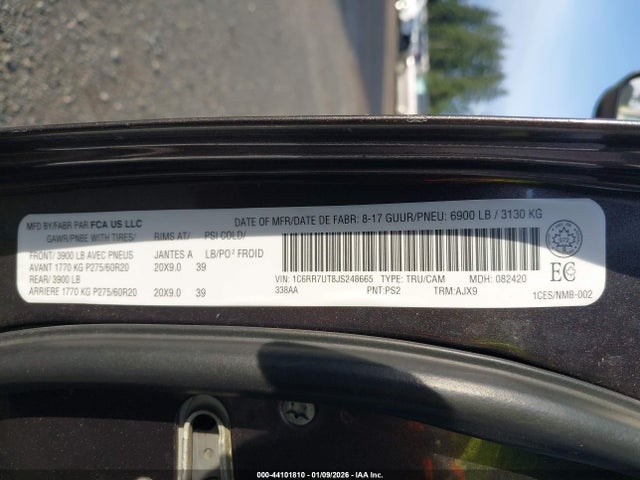 MFD BY/FABR PAR FCA US LLC
DATE OF MFR/DATE DE FABR: 8-17 GUUR/PNEU: 6900 LB / 3130 KG
GAWR/PNBE WITH TIRES/ RIMS AT/ PSI COLD/
FRONT/ 3900 LB AVEC PNEUS JANTES A LB/PO² FROID
AVANT 1770 KG P275/60R20 20X9.0 39
REAR/ 3900 LB
ARRIERE 1770 KG P275/60R20 20X9.0 39
VIN: 1C6RR7UT8JS248665 TYPE: TRU/CAM MDH: 082420
338AA PNT:PS2 TRM:AJX9
EC
1CES/NMB-002
000-44101810 | 01/09/2026 - IAA, INC.